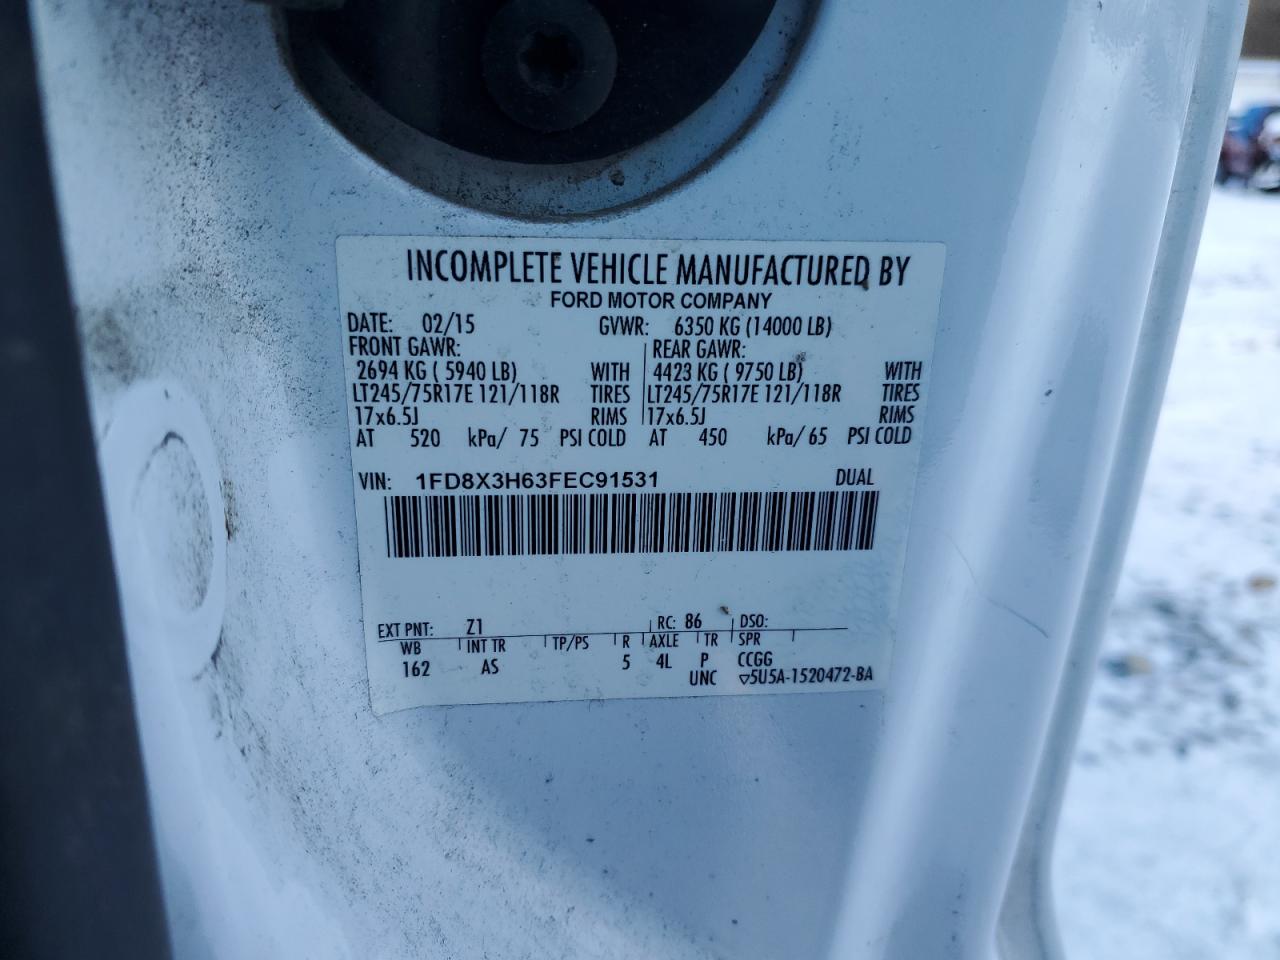 INCOMPLETE VEHICLE MANUFACTURED BY
FORD MOTOR COMPANY
DATE: 02/15 GVWR: 6350 KG (14000 LB)
FRONT GAWR: REAR GAWR:
2694 KG ( 5940 LB) WITH 4423 KG ( 9750 LB) WITH
LT245/75R17E 121/118R TIRES LT245/75R17E 121/118R TIRES
17x6.5J RIMS 17x6.5J RIMS
AT 520 kPa/ 75 PSI COLD AT 450 kPa/ 65 PSI COLD
VIN: 1FD8X3H63FEC91531 DUAL
EXT PNT: Z1 RC: 86 DSO:
WB INT TR TP/PS R AXLE TR SPR
162 AS 5 4L P CCGG
UNC ▽5U5A-1520472-BA